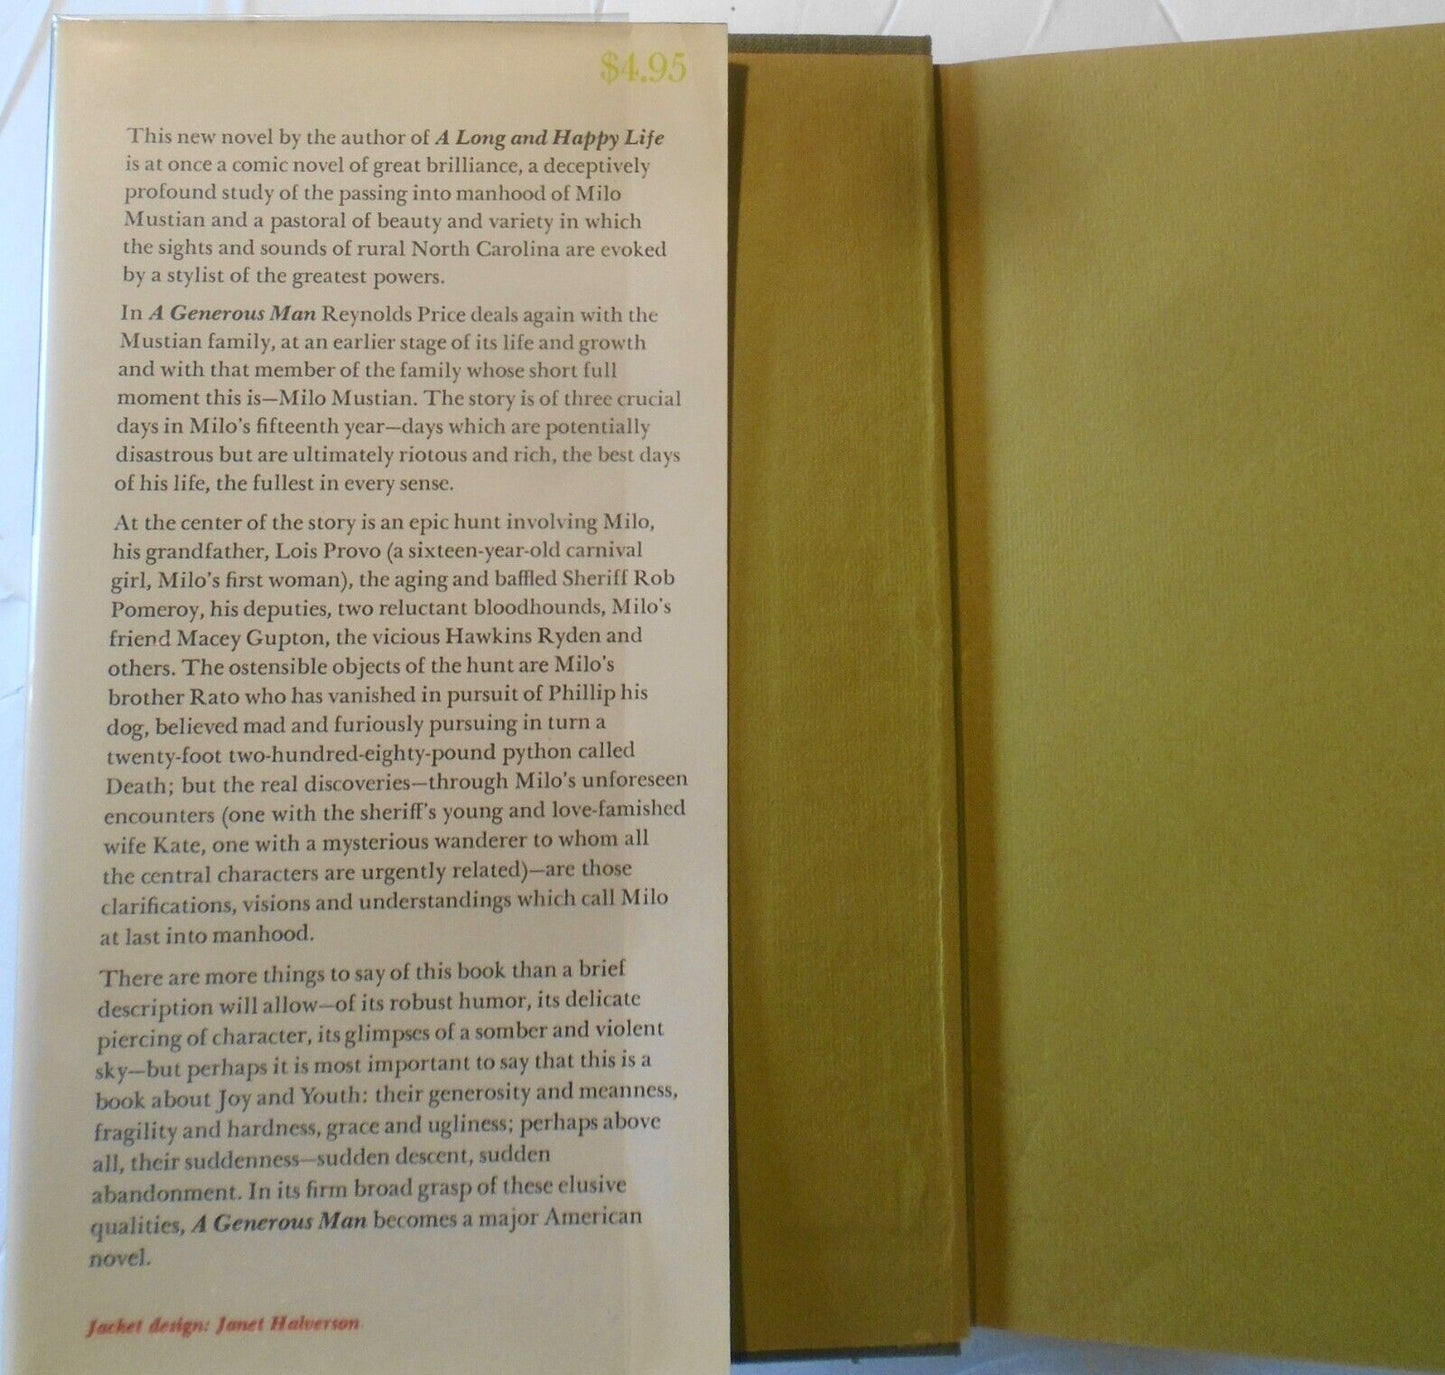 $4.95
This new novel by the author of A Long and Happy Life
is at once a comic novel of great brilliance, a deceptively
profound study of the passing into manhood of Milo
Mustian and a pastoral of beauty and variety in which
the sights and sounds of rural North Carolina are evoked
by a stylist of the greatest powers.
In A Generous Man Reynolds Price deals again with the
Mustian family, at an earlier stage of its life and growth
and with that member of the family whose short full
moment this is—Milo Mustian. The story is of three crucial
days in Milo's fifteenth year—days which are potentially
disastrous but are ultimately riotous and rich, the best days
of his life, the fullest in every sense.
At the center of the story is an epic hunt involving Milo,
his grandfather, Lois Provo (a sixteen-year-old carnival
girl, Milo's first woman), the aging and baffled Sheriff Rob
Pomeroy, his deputies, two reluctant bloodhounds, Milo's
friend Macey Gupton, the vicious Hawkins Ryden and
others. The ostensible objects of the hunt are Milo's
brother Rato who has vanished in pursuit of Phillip his
dog, believed mad and furiously pursuing in turn a
twenty-foot two-hundred-eighty-pound python called
Death; but the real discoveries—through Milo's unforeseen
encounters (one with the sheriff's young and love-famished
wife Kate, one with a mysterious wanderer to whom all
the central characters are urgently related)—are those
clarifications, visions and understandings which call Milo
at last into manhood.
There are more things to say of this book than a brief
description will allow—of its robust humor, its delicate
piercing of character, its glimpses of a somber and violent
sky—but perhaps it is most important to say that this is a
book about Joy and Youth: their generosity and meanness,
fragility and hardness, grace and ugliness; perhaps above
all, their suddenness—sudden descent, sudden
abandonment. In its firm broad grasp of these elusive
qualities, A Generous Man becomes a major American
novel.
Jacket design: Janet Halverson